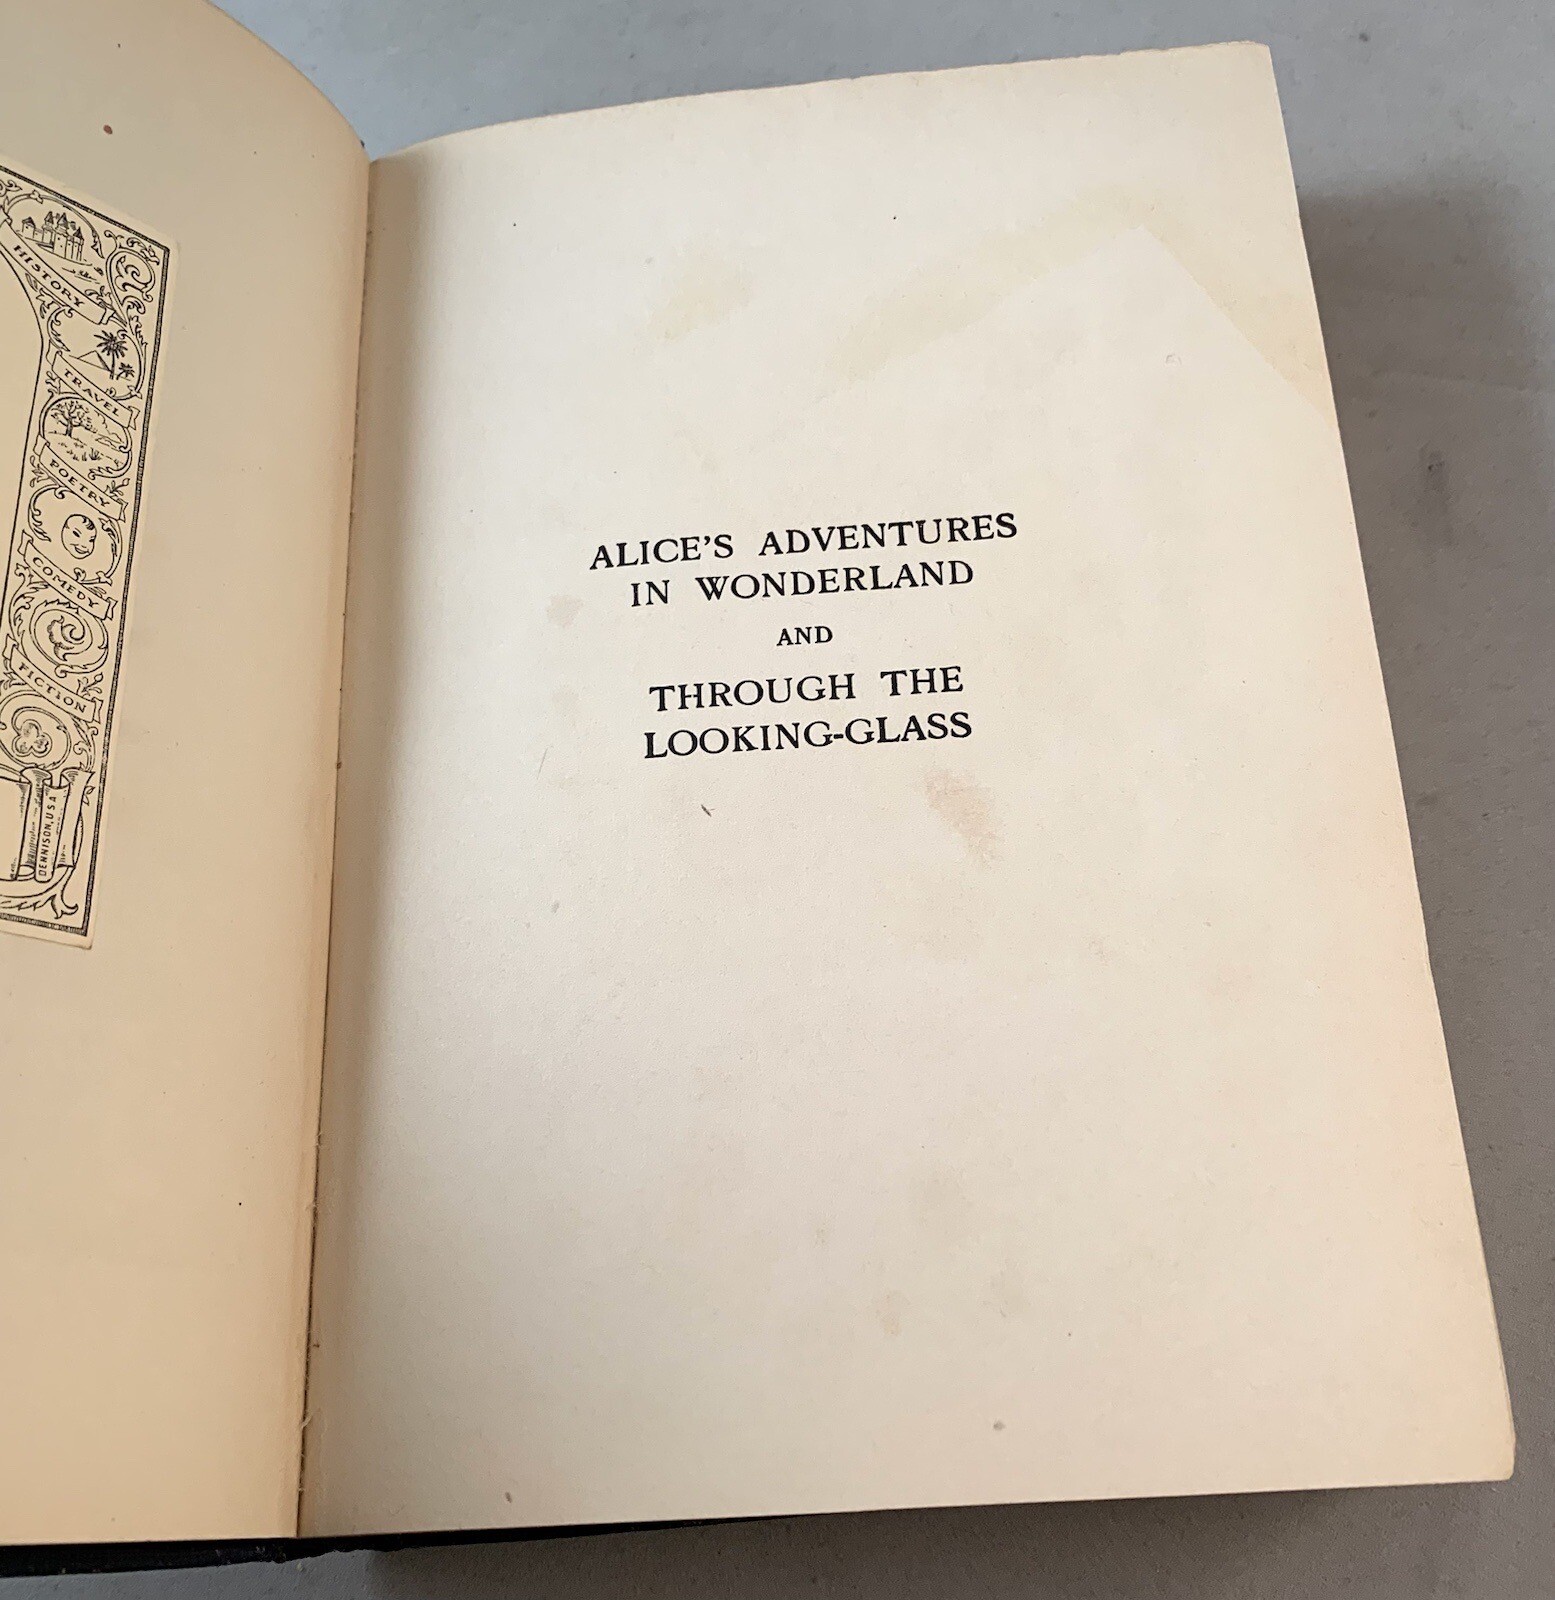 HISTORY
TRAVEL
POETRY
COMEDY
FICTION
DENNISON, U.S.A.
ALICE'S ADVENTURES
IN WONDERLAND
AND
THROUGH THE
LOOKING-GLASS